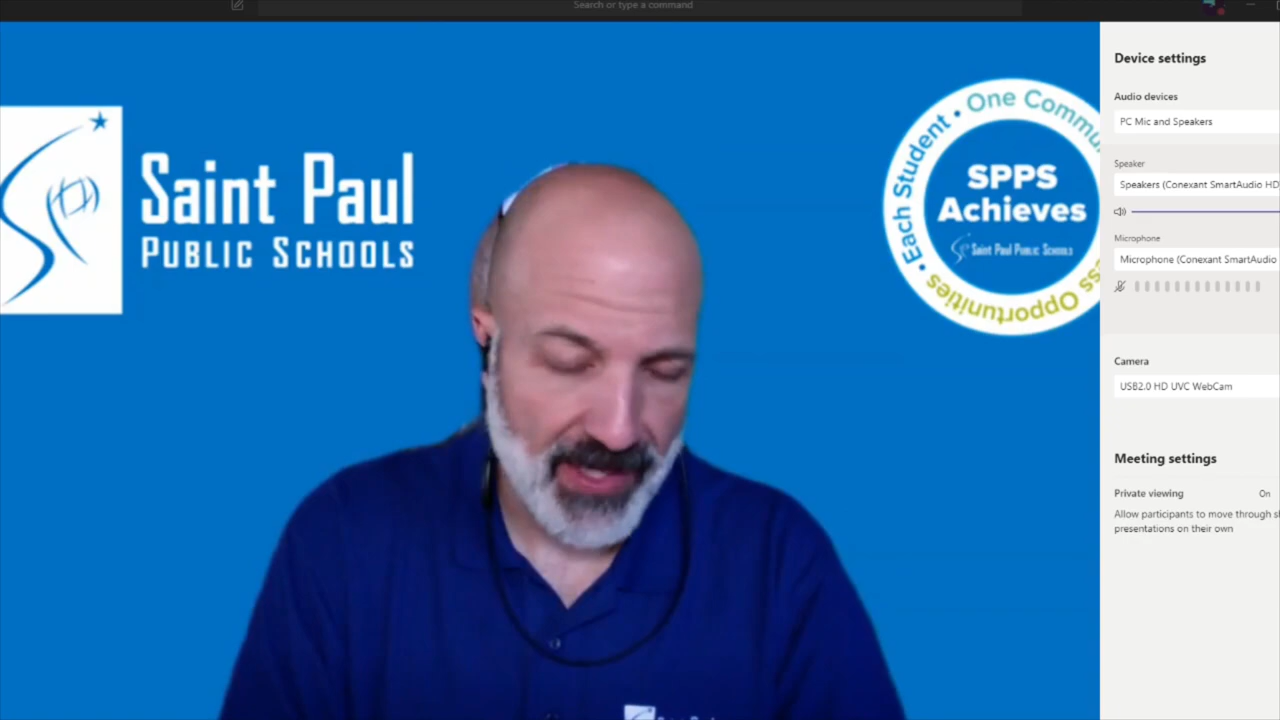 Search or type a command
Saint Paul
PUBLIC SCHOOLS
Each Student • One Commu
ss Opportunities
SPPS
Achieves
Saint Paul Public Schools
Device settings
Audio devices
PC Mic and Speakers
Speaker
Speakers (Conexant SmartAudio HD
Microphone
Microphone (Conexant SmartAudio
Camera
USB2.0 HD UVC WebCam
Meeting settings
Private viewing On
Allow participants to move through
presentations on their own